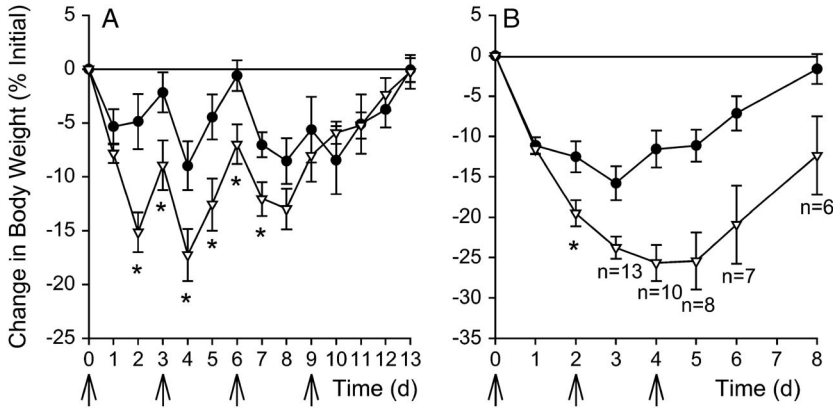 A
B
Change in Body Weight (% Initial)
5
0
-5
-10
-15
-20
-25
* * * * * *
0 1 2 3 4 5 6 7 8 9 10 11 12 13
Time (d)
5
0
-5
-10
-15
-20
-25
-30
-35
*
n=13
n=10
n=8
n=7
n=6
0 1 2 3 4 5 6 8
Time (d)